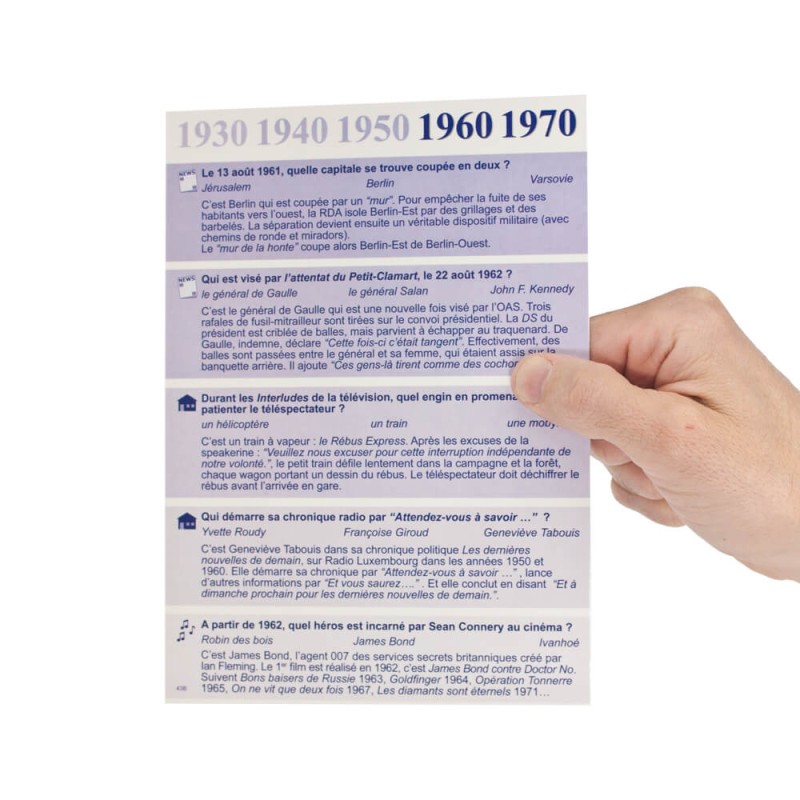 1930 1940 1950 1960 1970
NEWS
Le 13 août 1961, quelle capitale se trouve coupée en deux ?
Jérusalem Berlin Varsovie
C'est Berlin qui est coupée par un "mur". Pour empêcher la fuite de ses
habitants vers l'ouest, la RDA isole Berlin-Est par des grillages et des
barbelés. La séparation devient ensuite un véritable dispositif militaire (avec
chemins de ronde et miradors).
Le "mur de la honte" coupe alors Berlin-Est de Berlin-Ouest.
NEWS
Qui est visé par l'attentat du Petit-Clamart, le 22 août 1962 ?
le général de Gaulle le général Salan John F. Kennedy
C'est le général de Gaulle qui est une nouvelle fois visé par l'OAS. Trois
rafales de fusil-mitrailleur sont tirées sur le convoi présidentiel. La DS du
président est criblée de balles, mais parvient à échapper au traquenard. De
Gaulle, indemne, déclare "Cette fois-ci c'était tangent". Effectivement, des
balles sont passées entre le général et sa femme, qui étaient assis sur la
banquette arrière. Il ajoute "Ces gens-là tirent comme des cochon
Durant les Interludes de la télévision, quel engin en promena
patienter le téléspectateur ?
un hélicoptère un train une moby
C'est un train à vapeur : le Rébus Express. Après les excuses de la
speakerine : "Veuillez nous excuser pour cette interruption indépendante de
notre volonté.", le petit train défile lentement dans la campagne et la forêt,
chaque wagon portant un dessin du rébus. Le téléspectateur doit déchiffrer le
rébus avant l'arrivée en gare.
Qui démarre sa chronique radio par "Attendez-vous à savoir ..." ?
Yvette Roudy Françoise Giroud Geneviève Tabouis
C'est Geneviève Tabouis dans sa chronique politique Les dernières
nouvelles de demain, sur Radio Luxembourg dans les années 1950 et
1960. Elle démarre sa chronique par "Attendez-vous à savoir ..." , lance
d'autres informations par "Et vous saurez....". Et elle conclut en disant "Et à
dimanche prochain pour les dernières nouvelles de demain.".
A partir de 1962, quel héros est incarné par Sean Connery au cinéma ?
Robin des bois James Bond Ivanhoé
C'est James Bond, l'agent 007 des services secrets britanniques créé par
Ian Fleming. Le 1er film est réalisé en 1962, c'est James Bond contre Doctor No.
Suivent Bons baisers de Russie 1963, Goldfinger 1964, Opération Tonnerre
1965, On ne vit que deux fois 1967, Les diamants sont éternels 1971...